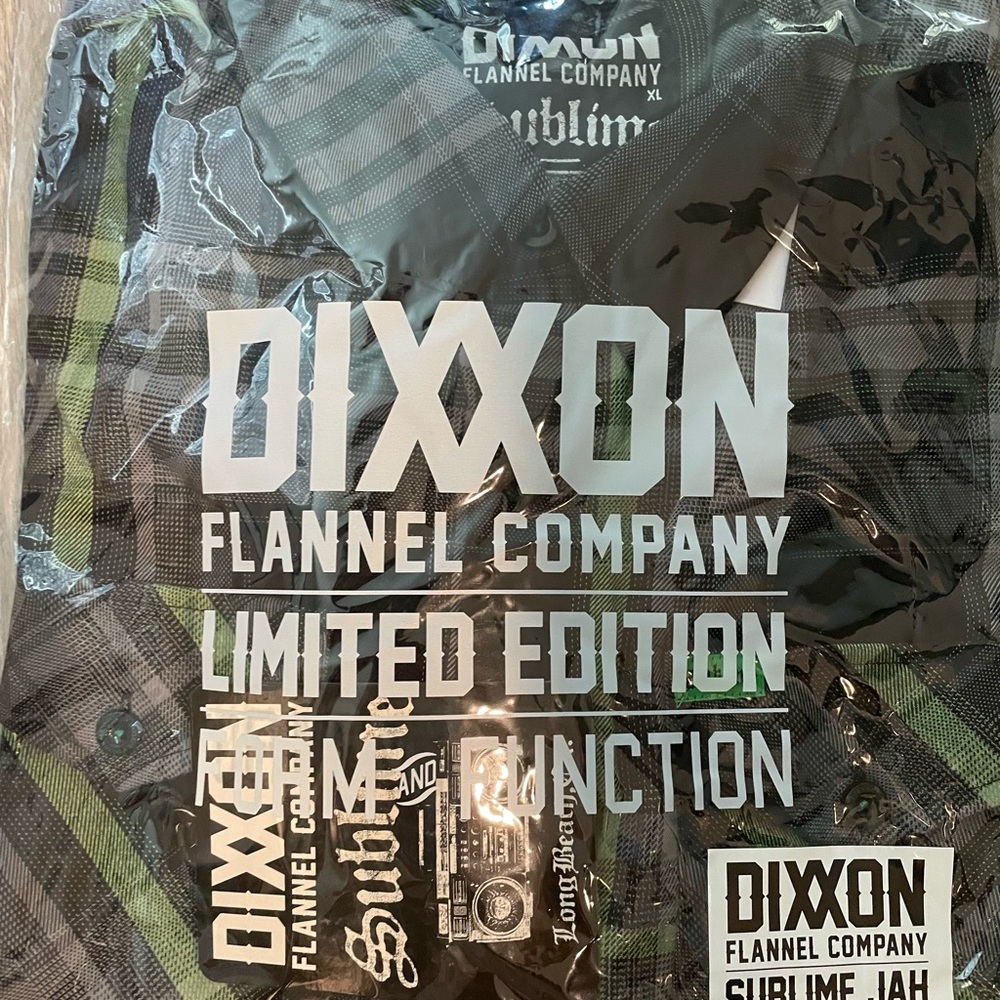 DIXXON
FLANNEL COMPANY
XL
Sublime
DIXXON
FLANNEL COMPANY
LIMITED EDITION
FORM AND FUNCTION
DIXXON
FLANNEL COMPANY
Sublime
Long Beach,
DIXXON
FLANNEL COMPANY
SUBLIME JAH